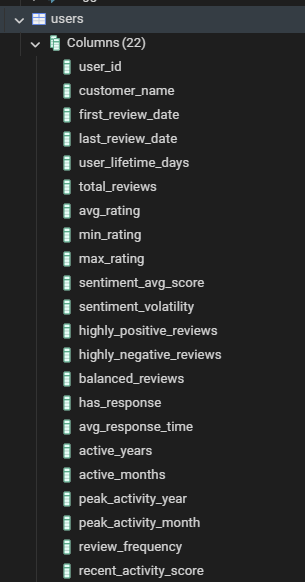 users
Columns (22)
user_id
customer_name
first_review_date
last_review_date
user_lifetime_days
total_reviews
avg_rating
min_rating
max_rating
sentiment_avg_score
sentiment_volatility
highly_positive_reviews
highly_negative_reviews
balanced_reviews
has_response
avg_response_time
active_years
active_months
peak_activity_year
peak_activity_month
review_frequency
recent_activity_score